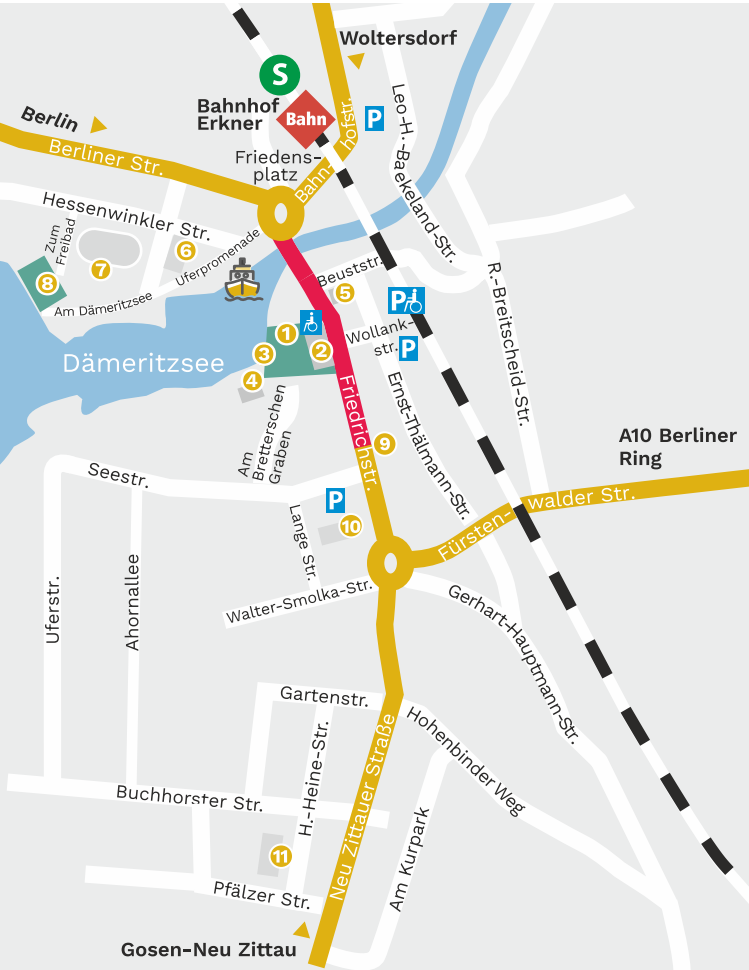 Woltersdorf
S
Bahnhof
Erkner
Bahn
P
Berlin
Berliner Str.
Friedens-
platz
Bahn-
hofstr.
Leo-H.-Baekeland-Str.
Hessenwinkler Str.
Zum
Freibad
6
Uferpromenade
7
8
Am Dämeritzsee
Beuststr.
5
P
R.-Breitscheid-Str.
1
2
3
4
Wollank-
str.
P
Dämeritzsee
Friedrichstr.
Ernst-Thälmann-Str.
Am
Bretterschen
Graben
9
A10 Berliner
Ring
Seestr.
P
10
Lange Str.
Fürsten-
walder Str.
Uferstr.
Ahornallee
Walter-Smolka-Str.
Gerhart-Hauptmann-Str.
Gartenstr.
Hohenbinder Weg
H.-Heine-Str.
Neu Zittauer Straße
Buchhorster Str.
Am Kurpark
11
Pfälzer Str.
Gosen-Neu Zittau